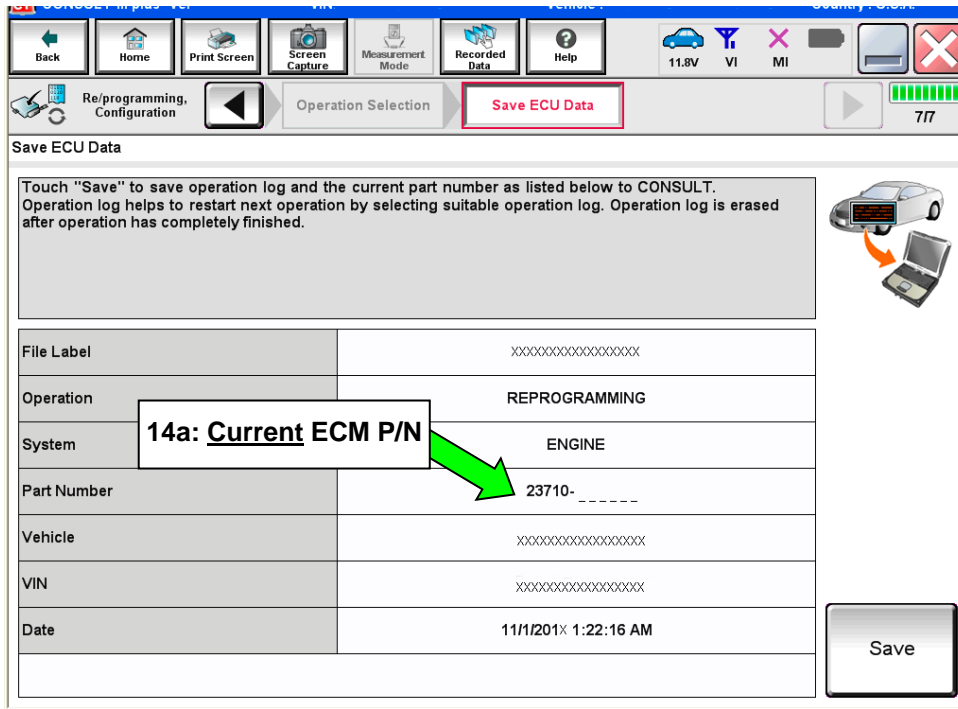 Back
Home
Print Screen
Screen Capture
Measurement Mode
Recorded Data
Help
11.8V
VI
MI
Re/programming, Configuration
Operation Selection
Save ECU Data
7/7
Save ECU Data
Touch "Save" to save operation log and the current part number as listed below to CONSULT.
Operation log helps to restart next operation by selecting suitable operation log. Operation log is erased
after operation has completely finished.
File Label XXXXXXXXXXXXXXXXX
Operation REPROGRAMMING
14a: Current ECM P/N
System ENGINE
Part Number 23710- _ _ _ _ _ _
Vehicle XXXXXXXXXXXXXXXXX
VIN XXXXXXXXXXXXXXXXX
Date 11/1/201X 1:22:16 AM
Save